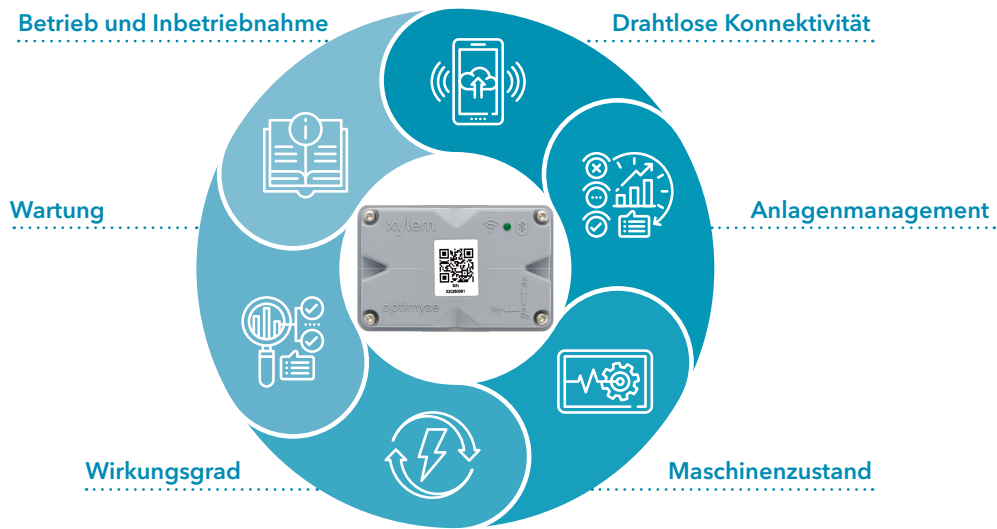 Betrieb und Inbetriebnahme
Drahtlose Konnektivität
Wartung
Anlagenmanagement
xylem
S/N
optimyze
Wirkungsgrad
Maschinenzustand